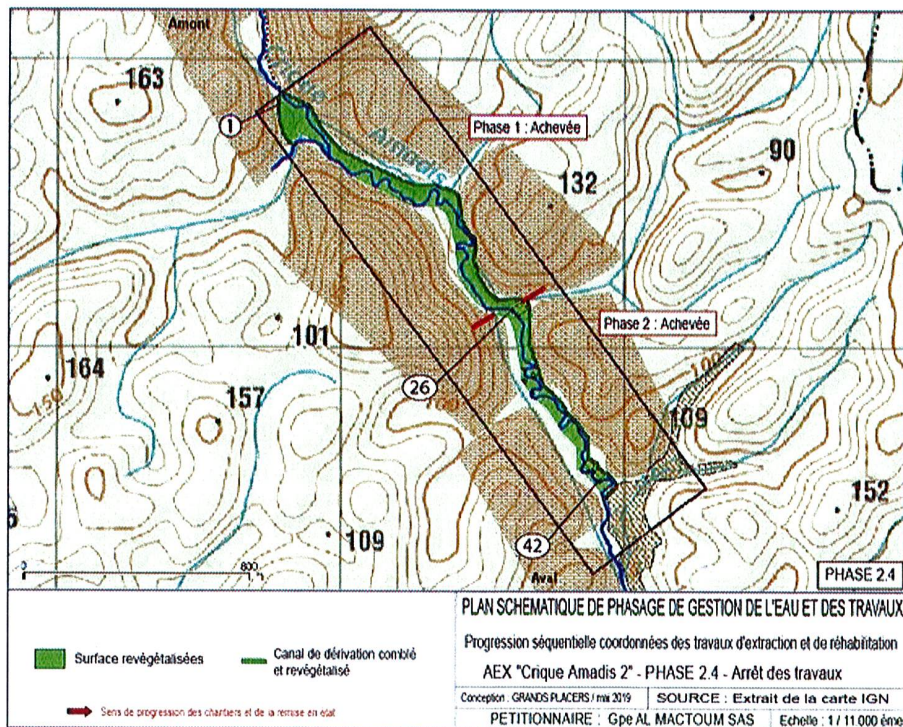 Amont
163
Crique
Amadis
1
Phase 1 : Achevée
132
90
Phase 2 : Achevée
101
164
150
157
26
100
109
152
42
109
0 800
Aval
PHASE 2.4
PLAN SCHEMATIQUE DE PHASAGE DE GESTION DE L'EAU ET DES TRAVAUX
Progression séquentielle coordonnées des travaux d'extraction et de réhabilitation
AEX "Crique Amadis 2" - PHASE 2.4 - Arrêt des travaux
Conception : GRANDS PLACERS / mai 2019
SOURCE : Extrait de la carte IGN
PETITIONNAIRE : Gpe AL MACTOUM SAS
Echelle : 1 / 11 000 ème
Surface revégétalisées
Canal de dérivation comblé
et revégétalisé
Sens de progression des chantiers et de la remise en état